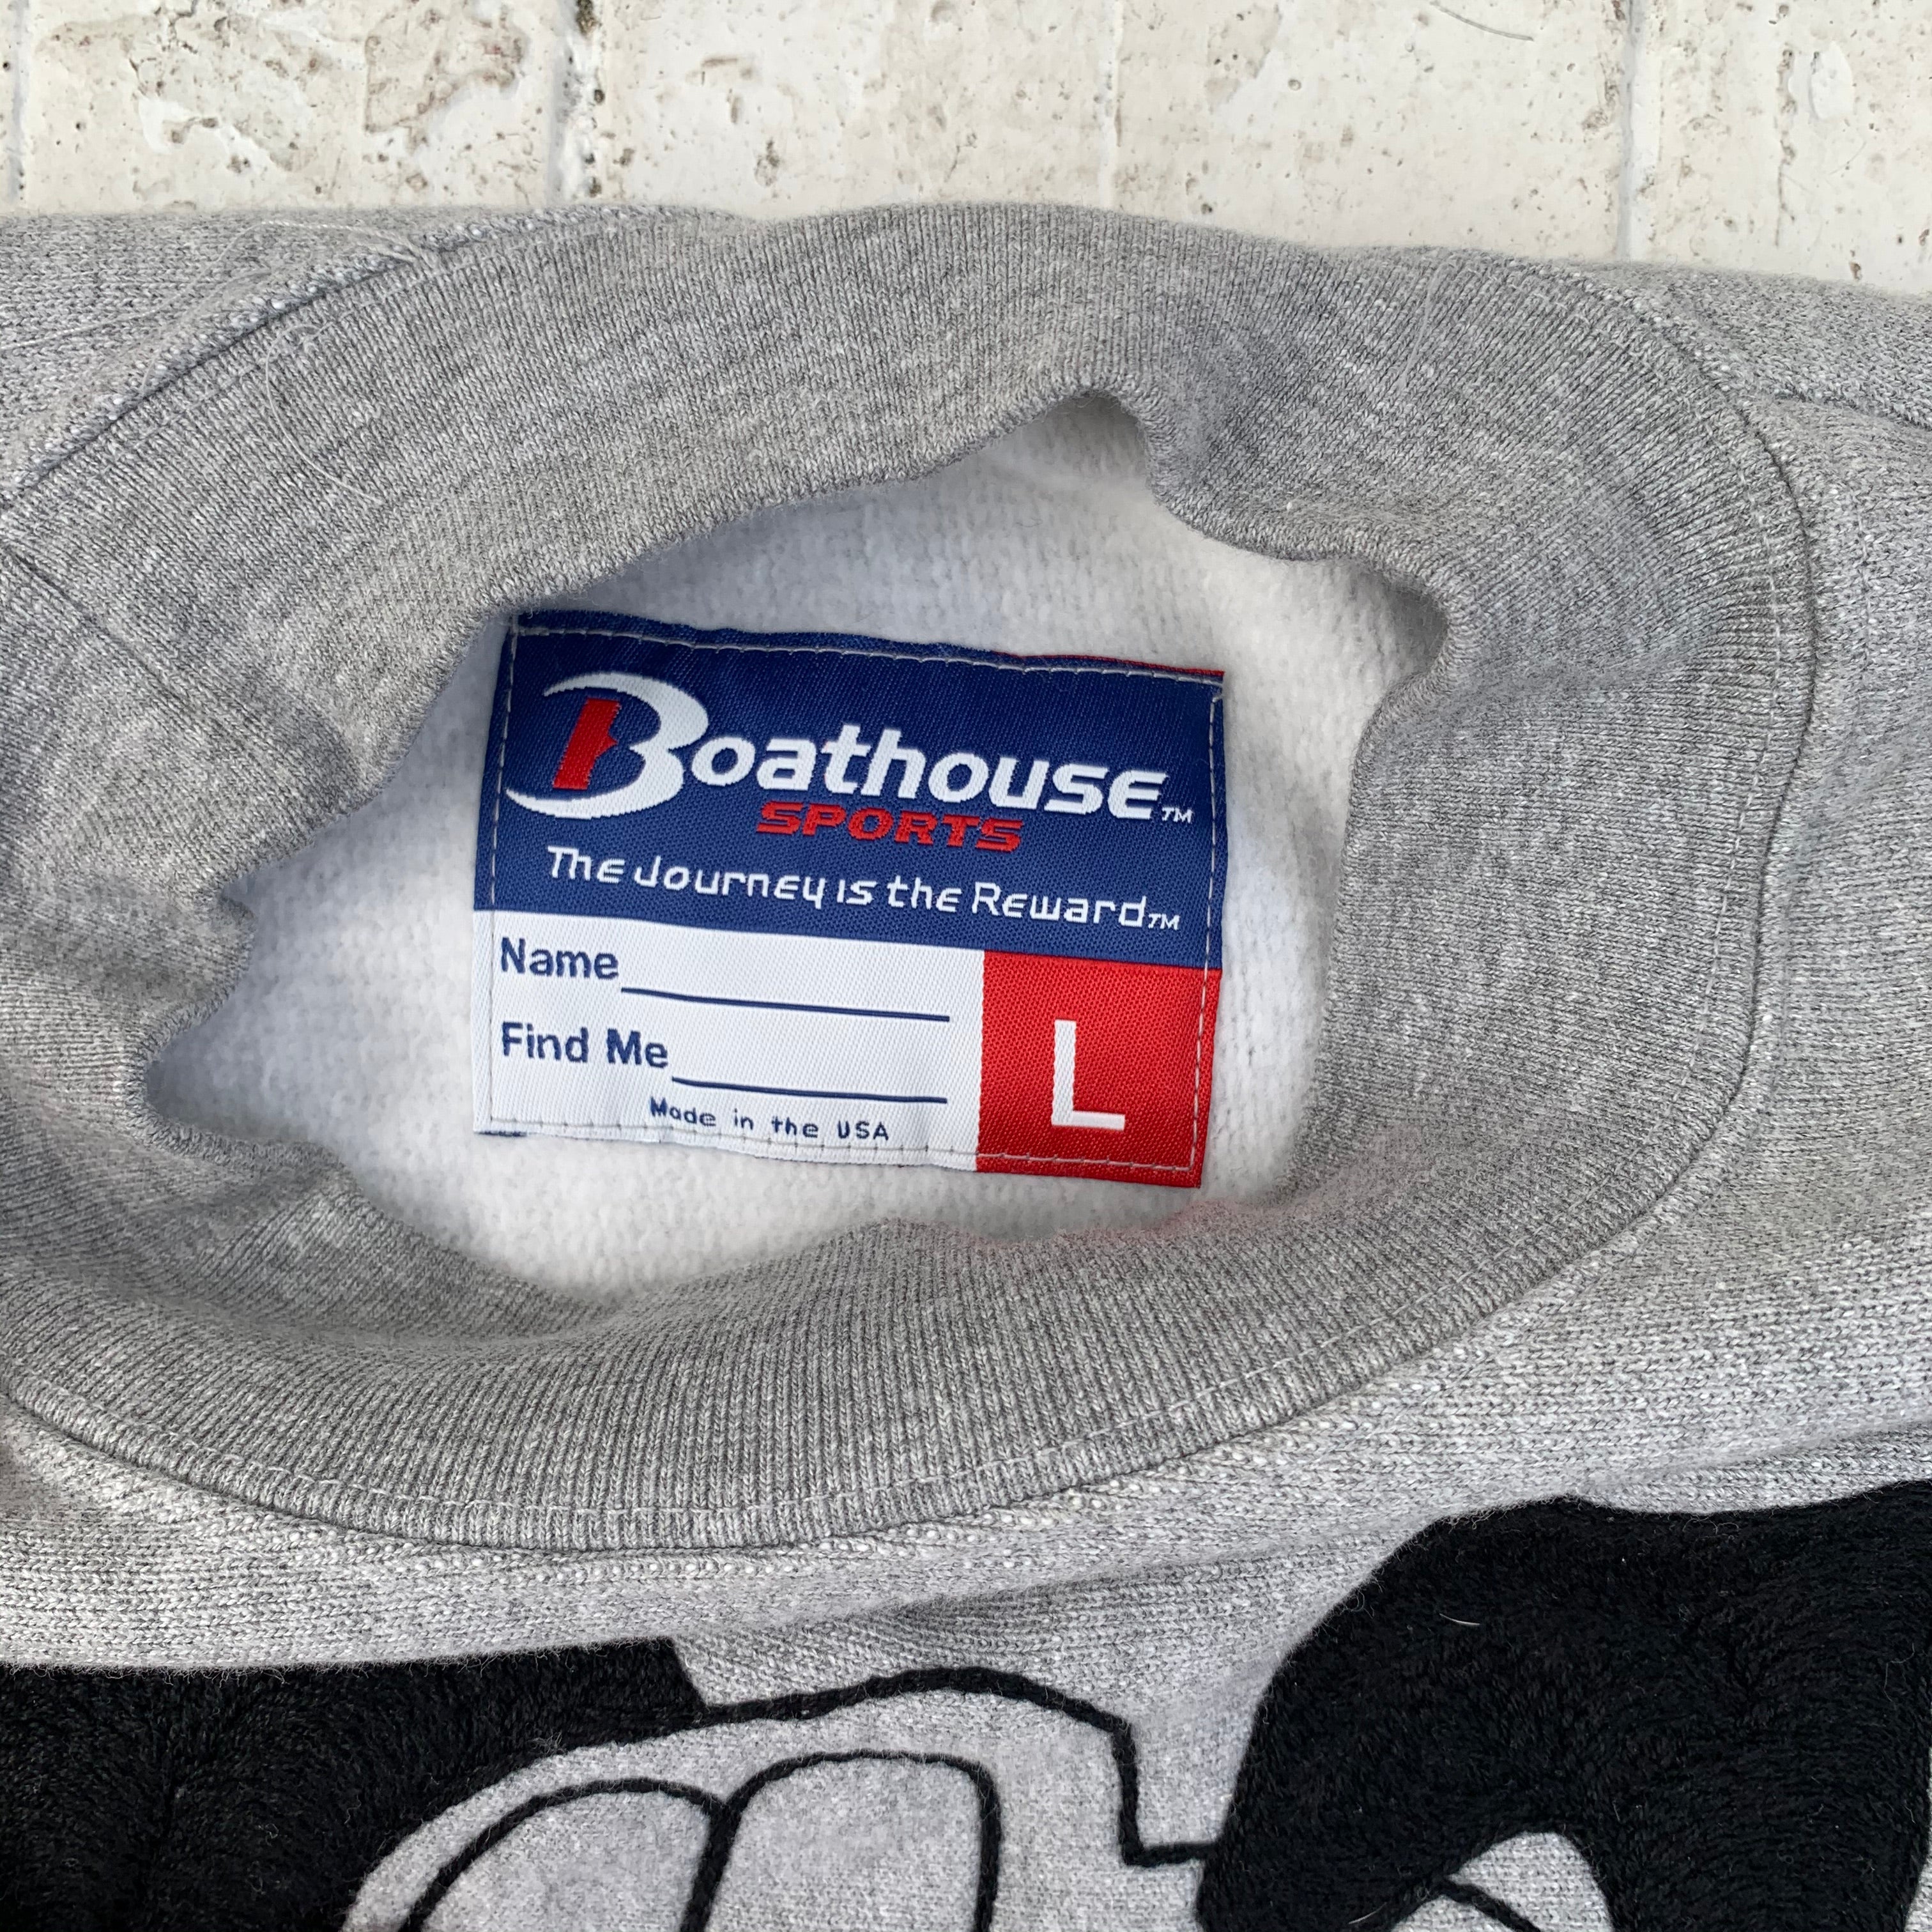 Boathouse™
SPORTS
The Journey is the Reward™
Name
Find Me
Made in the USA
L